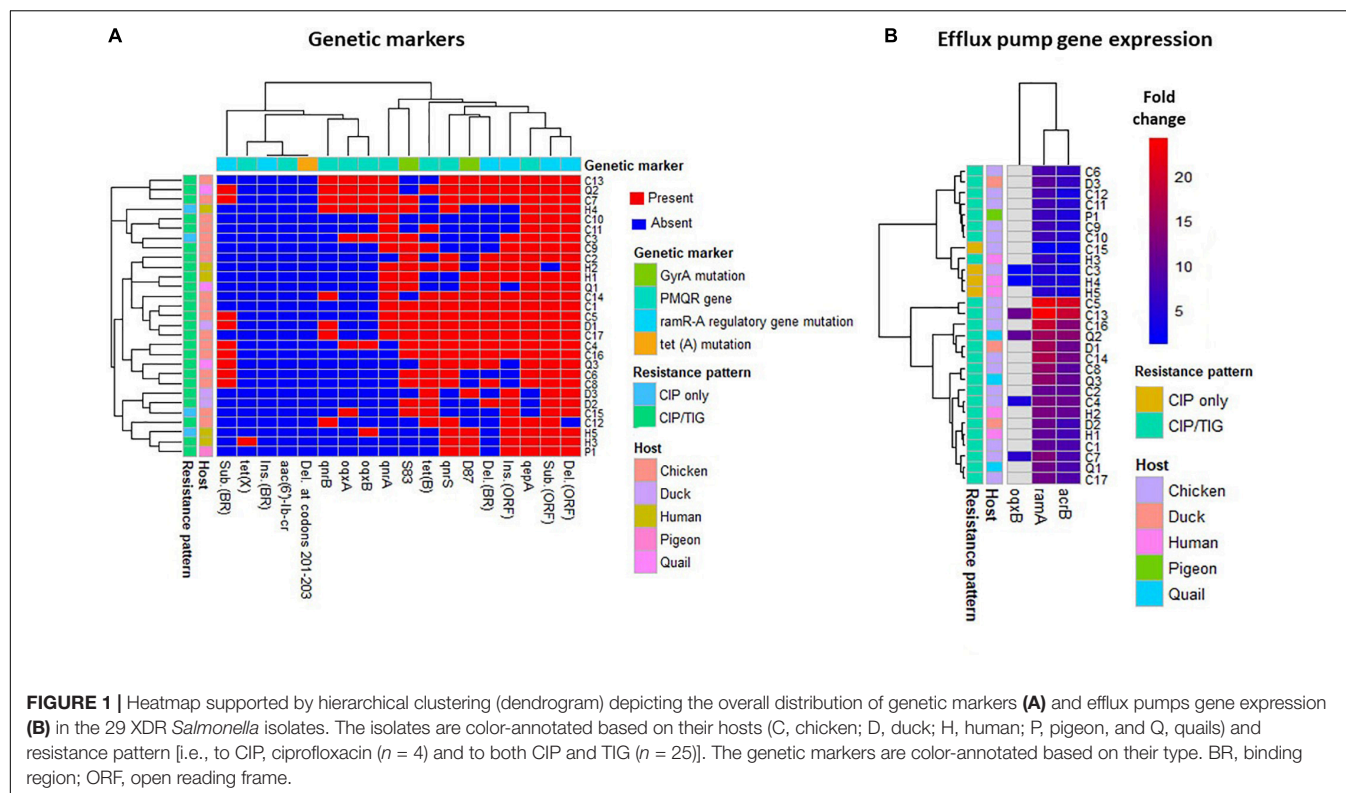 A
Genetic markers
Genetic marker
C13
Q2
C7
H4
C10
C11
C3
C9
C2
H2
H1
Q1
C14
C1
C5
D1
C17
C4
C16
Q3
C6
C8
D3
D2
C15
C12
H5
H3
P1
Resistance pattern
Host
Sub.(BR)
tet(X)
Ins.(BR)
aac(6')-Ib-cr
Del. at codons 201-203
qnrB
oqxA
oqxB
qnrA
S83
tet(B)
qnrS
D87
Del.(BR)
Ins.(ORF)
qepA
Sub.(ORF)
Del.(ORF)
Present
Absent
Genetic marker
GyrA mutation
PMQR gene
ramR-A regulatory gene mutation
tet (A) mutation
Resistance pattern
CIP only
CIP/TIG
Host
Chicken
Duck
Human
Pigeon
Quail
B
Efflux pump gene expression
C6
D3
C12
C11
P1
C9
C10
C15
H3
C3
H4
H5
C5
C13
C16
Q2
D1
C14
C8
Q3
C2
C4
H2
D2
H1
C1
C7
Q1
C17
Resistance pattern
Host
oqxB
ramA
acrB
Fold
change
20
15
10
5
Resistance pattern
CIP only
CIP/TIG
Host
Chicken
Duck
Human
Pigeon
Quail
FIGURE 1 | Heatmap supported by hierarchical clustering (dendrogram) depicting the overall distribution of genetic markers (A) and efflux pumps gene expression
(B) in the 29 XDR Salmonella isolates. The isolates are color-annotated based on their hosts (C, chicken; D, duck; H, human; P, pigeon, and Q, quails) and
resistance pattern [i.e., to CIP, ciprofloxacin (n = 4) and to both CIP and TIG (n = 25)]. The genetic markers are color-annotated based on their type. BR, binding
region; ORF, open reading frame.